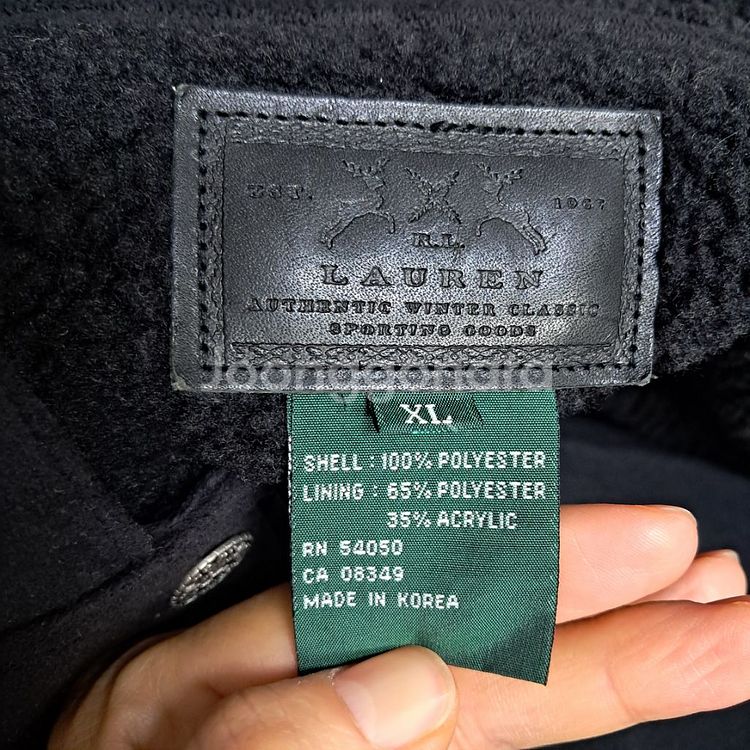 EST. 1967
R.L.
LAUREN
AUTHENTIC WINTER CLASSIC
SPORTING GOODS
joonggonara
XL
SHELL : 100% POLYESTER
LINING : 65% POLYESTER
35% ACRYLIC
RN 54050
CA 08349
MADE IN KOREA